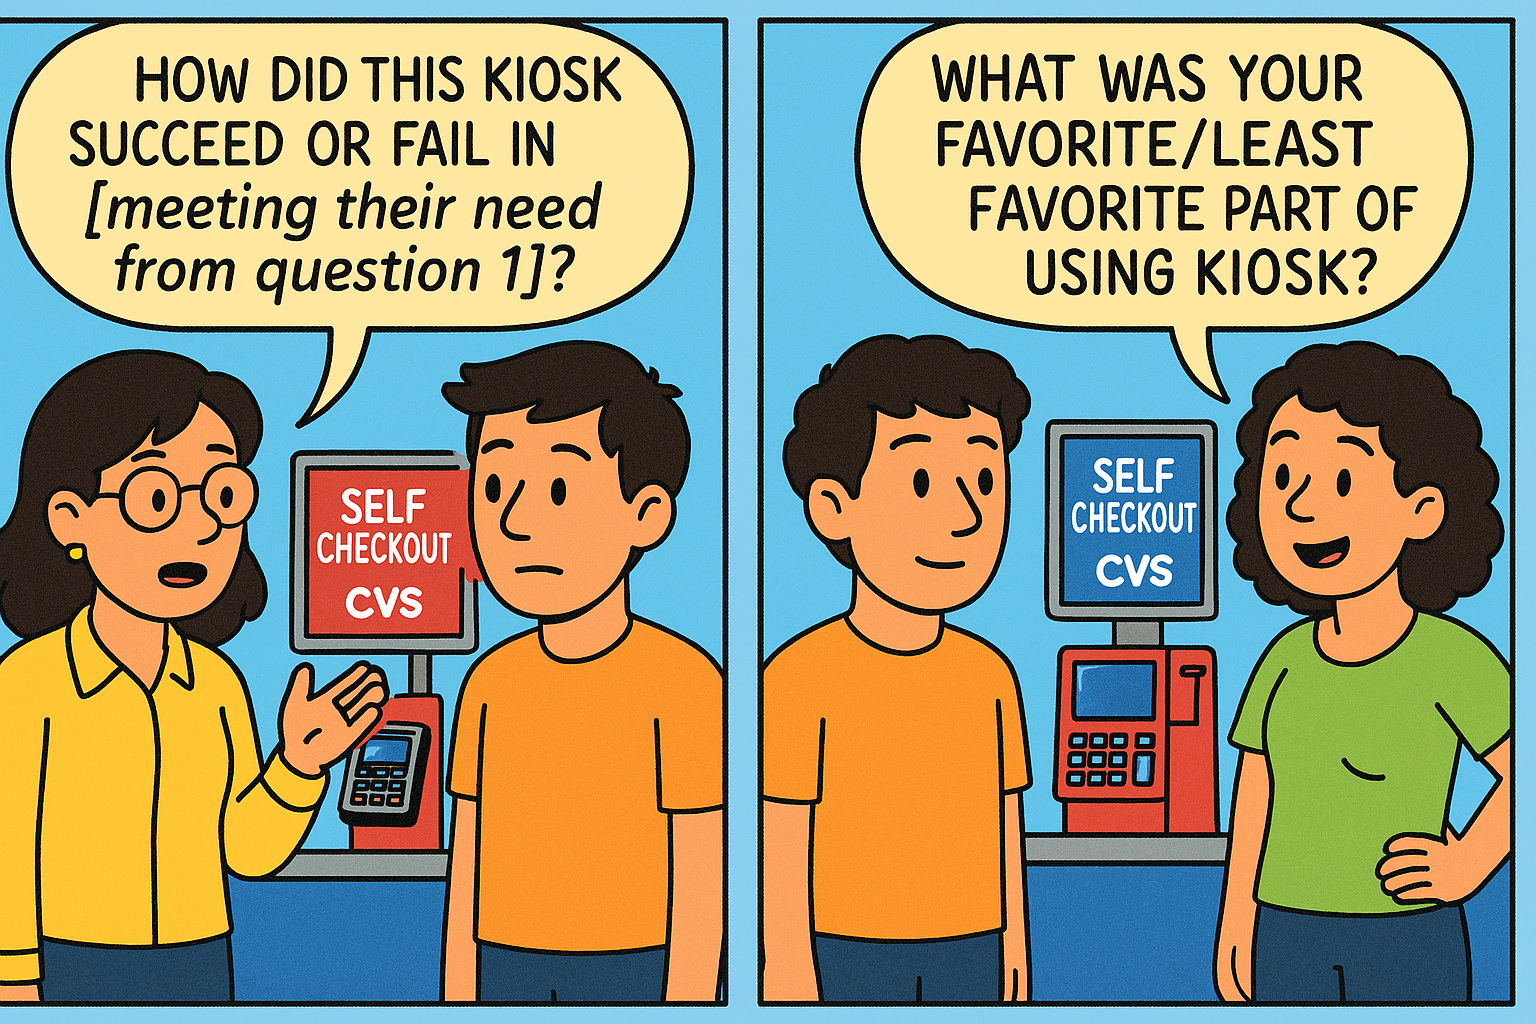 HOW DID THIS KIOSK
SUCCEED OR FAIL IN
[meeting their need
from question 1]?
SELF
CHECKOUT
CVS
WHAT WAS YOUR
FAVORITE/LEAST
FAVORITE PART OF
USING KIOSK?
SELF
CHECKOUT
CVS